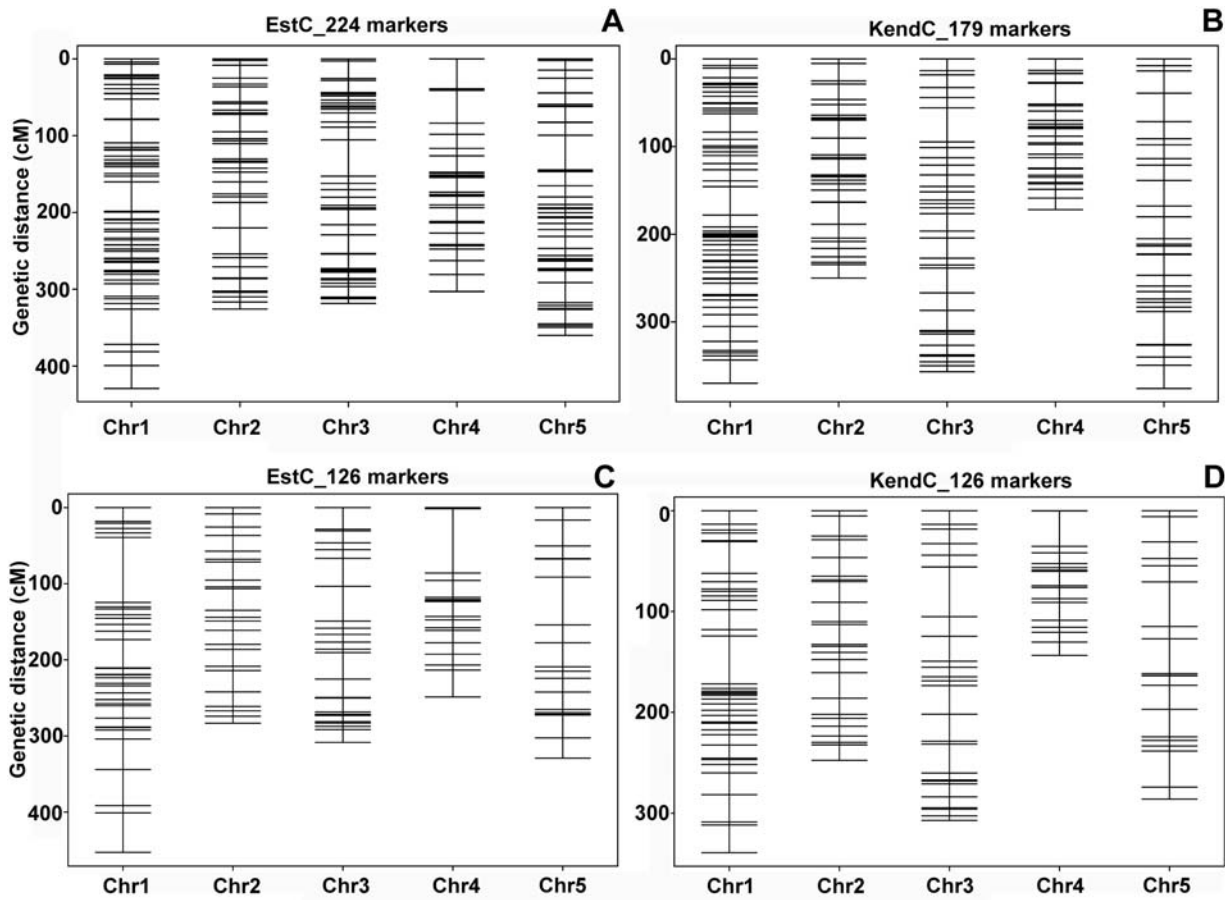 EstC_224 markers
A
Genetic distance (cM)
0
100
200
300
400
Chr1 Chr2 Chr3 Chr4 Chr5
KendC_179 markers
B
0
100
200
300
Chr1 Chr2 Chr3 Chr4 Chr5
EstC_126 markers
C
Genetic distance (cM)
0
100
200
300
400
Chr1 Chr2 Chr3 Chr4 Chr5
KendC_126 markers
D
0
100
200
300
Chr1 Chr2 Chr3 Chr4 Chr5